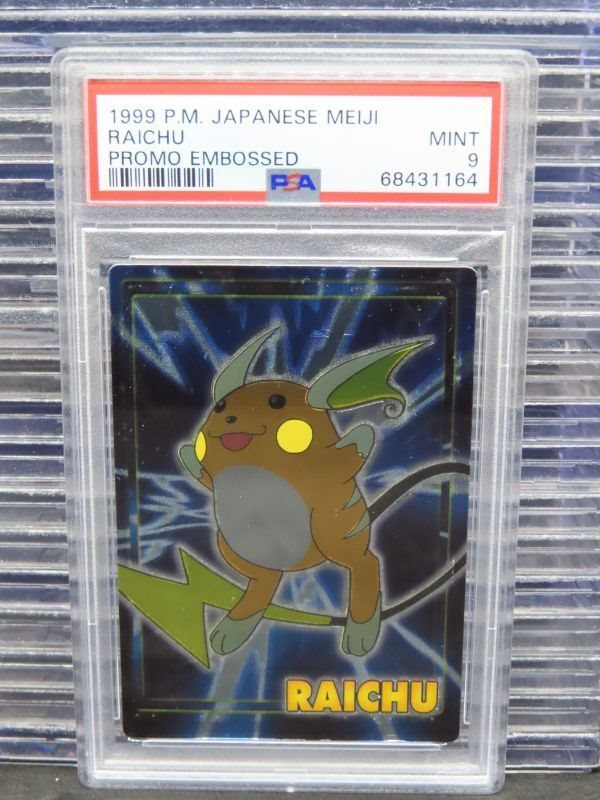 1999 P.M. JAPANESE MEIJI
RAICHU MINT
PROMO EMBOSSED 9
PSA 68431164
RAICHU